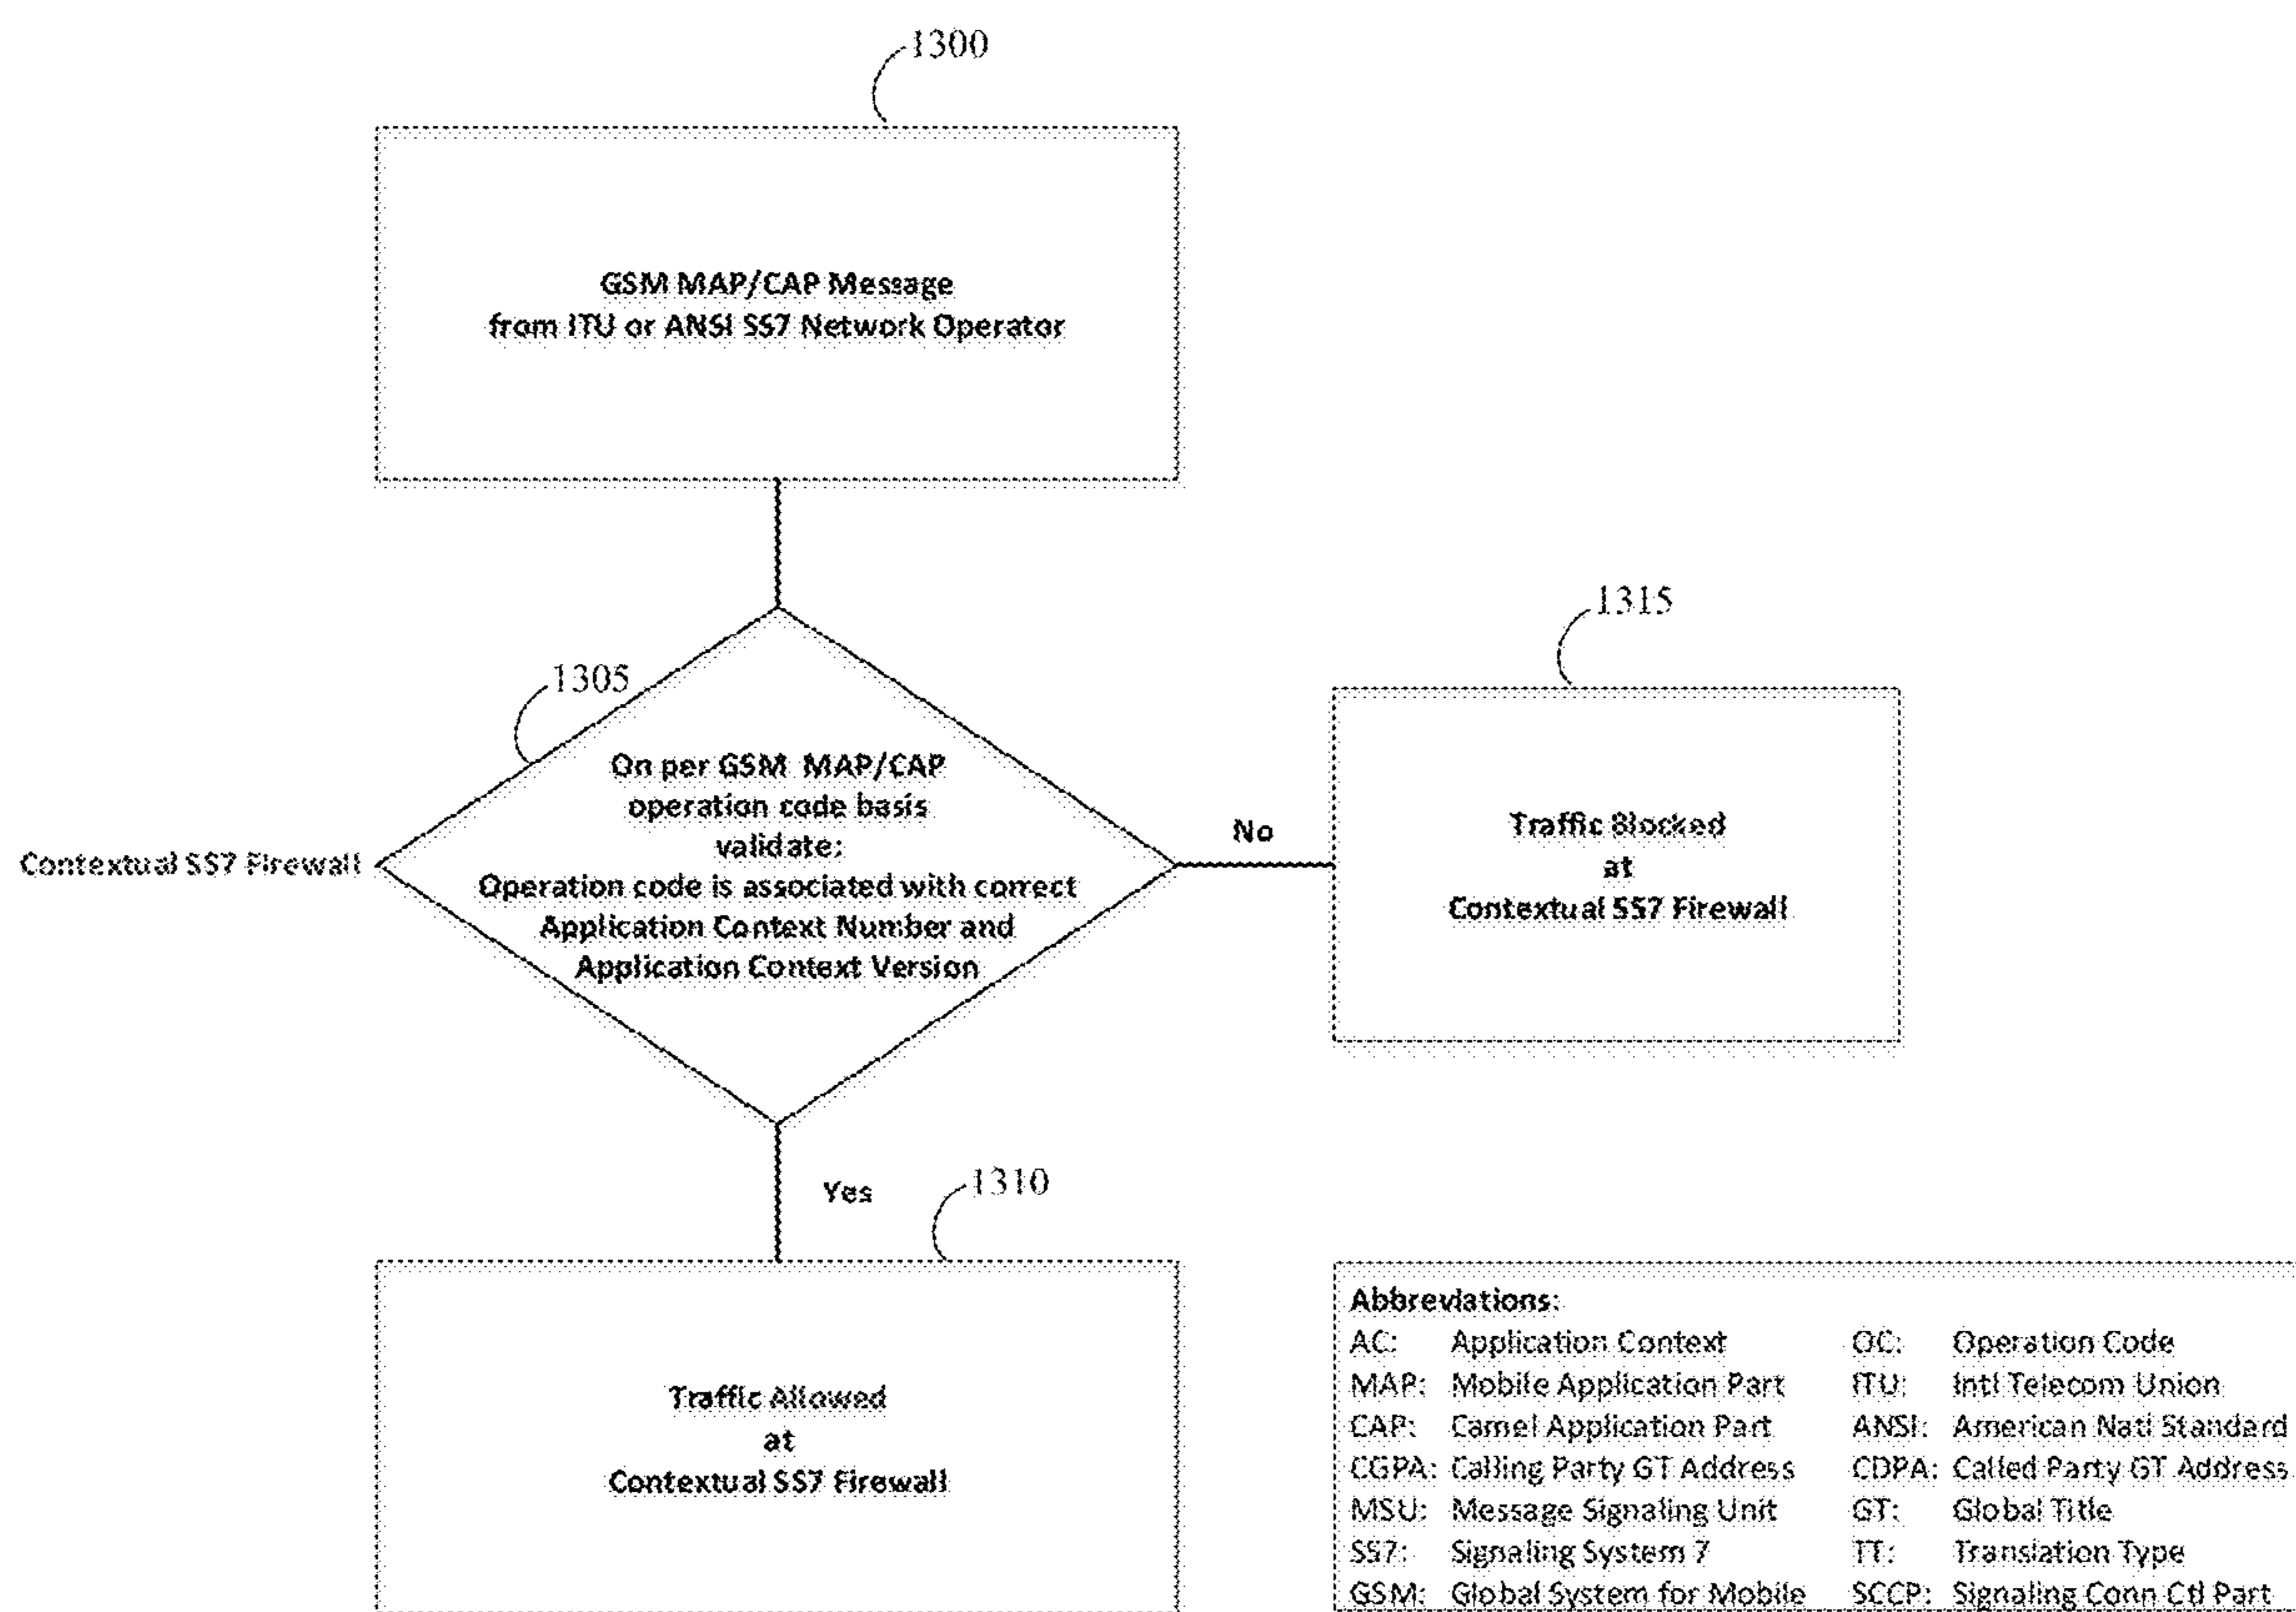 1300
GSM MAP/CAP Message
from ITU or ANSI SS7 Network Operator
1305
On per GSM MAP/CAP
operation code basis
validate:
Operation code is associated with correct
Application Context Number and
Application Context Version
Contextual SS7 Firewall
No
1315
Traffic Blocked
at
Contextual SS7 Firewall
Yes
1310
Traffic Allowed
at
Contextual SS7 Firewall
Abbreviations:
AC: Application Context OC: Operation Code
MAP: Mobile Application Part ITU: Intl Telecom Union
CAP: Camel Application Part ANSI: American Natl Standard
CGPA: Calling Party GT Address CDPA: Called Party GT Address
MSU: Message Signaling Unit GT: Global Title
SS7: Signaling System 7 TT: Translation Type
GSM: Global System for Mobile SCCP: Signaling Conn Ctl Part